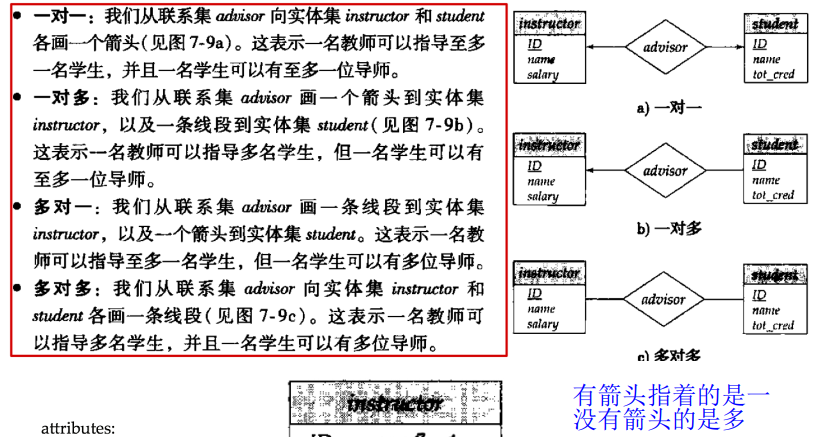 • 一对一：我们从联系集 advisor 向实体集 instructor 和 student
各画一个箭头(见图 7-9a)。这表示一名教师可以指导至多
一名学生，并且一名学生可以有至多一位导师。
• 一对多：我们从联系集 advisor 画一个箭头到实体集
instructor，以及一条线段到实体集 student(见图 7-9b)。
这表示一名教师可以指导多名学生，但一名学生可以有
至多一位导师。
• 多对一：我们从联系集 advisor 画一条线段到实体集
instructor，以及一个箭头到实体集 student。这表示一名教
师可以指导至多一名学生，但一名学生可以有多位导师。
• 多对多：我们从联系集 advisor 向实体集 instructor 和
student 各画一条线段(见图 7-9c)。这表示一名教师可
以指导多名学生，并且一名学生可以有多位导师。
instructor
ID
name
salary
advisor
student
ID
name
tot_cred
a) 一对一
instructor
ID
name
salary
advisor
student
ID
name
tot_cred
b) 一对多
instructor
ID
name
salary
advisor
student
ID
name
tot_cred
c) 多对多
attributes:
instructor
ID
有箭头指着的是一
没有箭头的是多